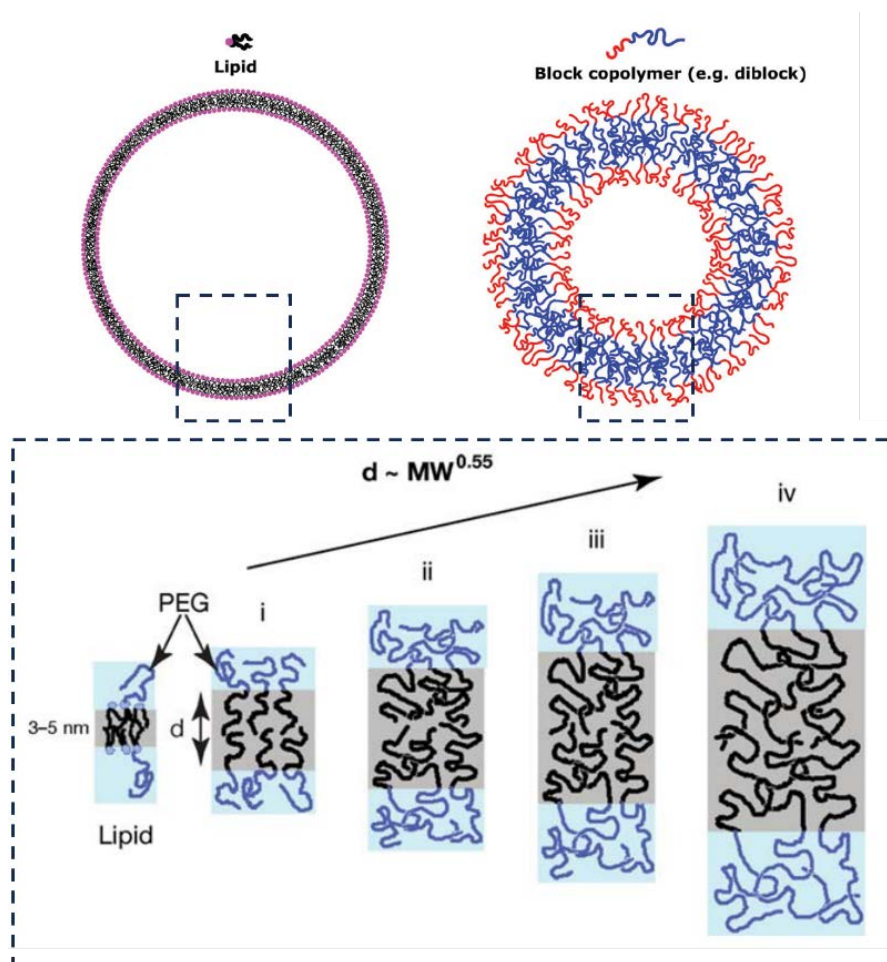 Lipid
Block copolymer (e.g. diblock)
d ~ MW^0.55
PEG
i
ii
iii
iv
3–5 nm
d
Lipid